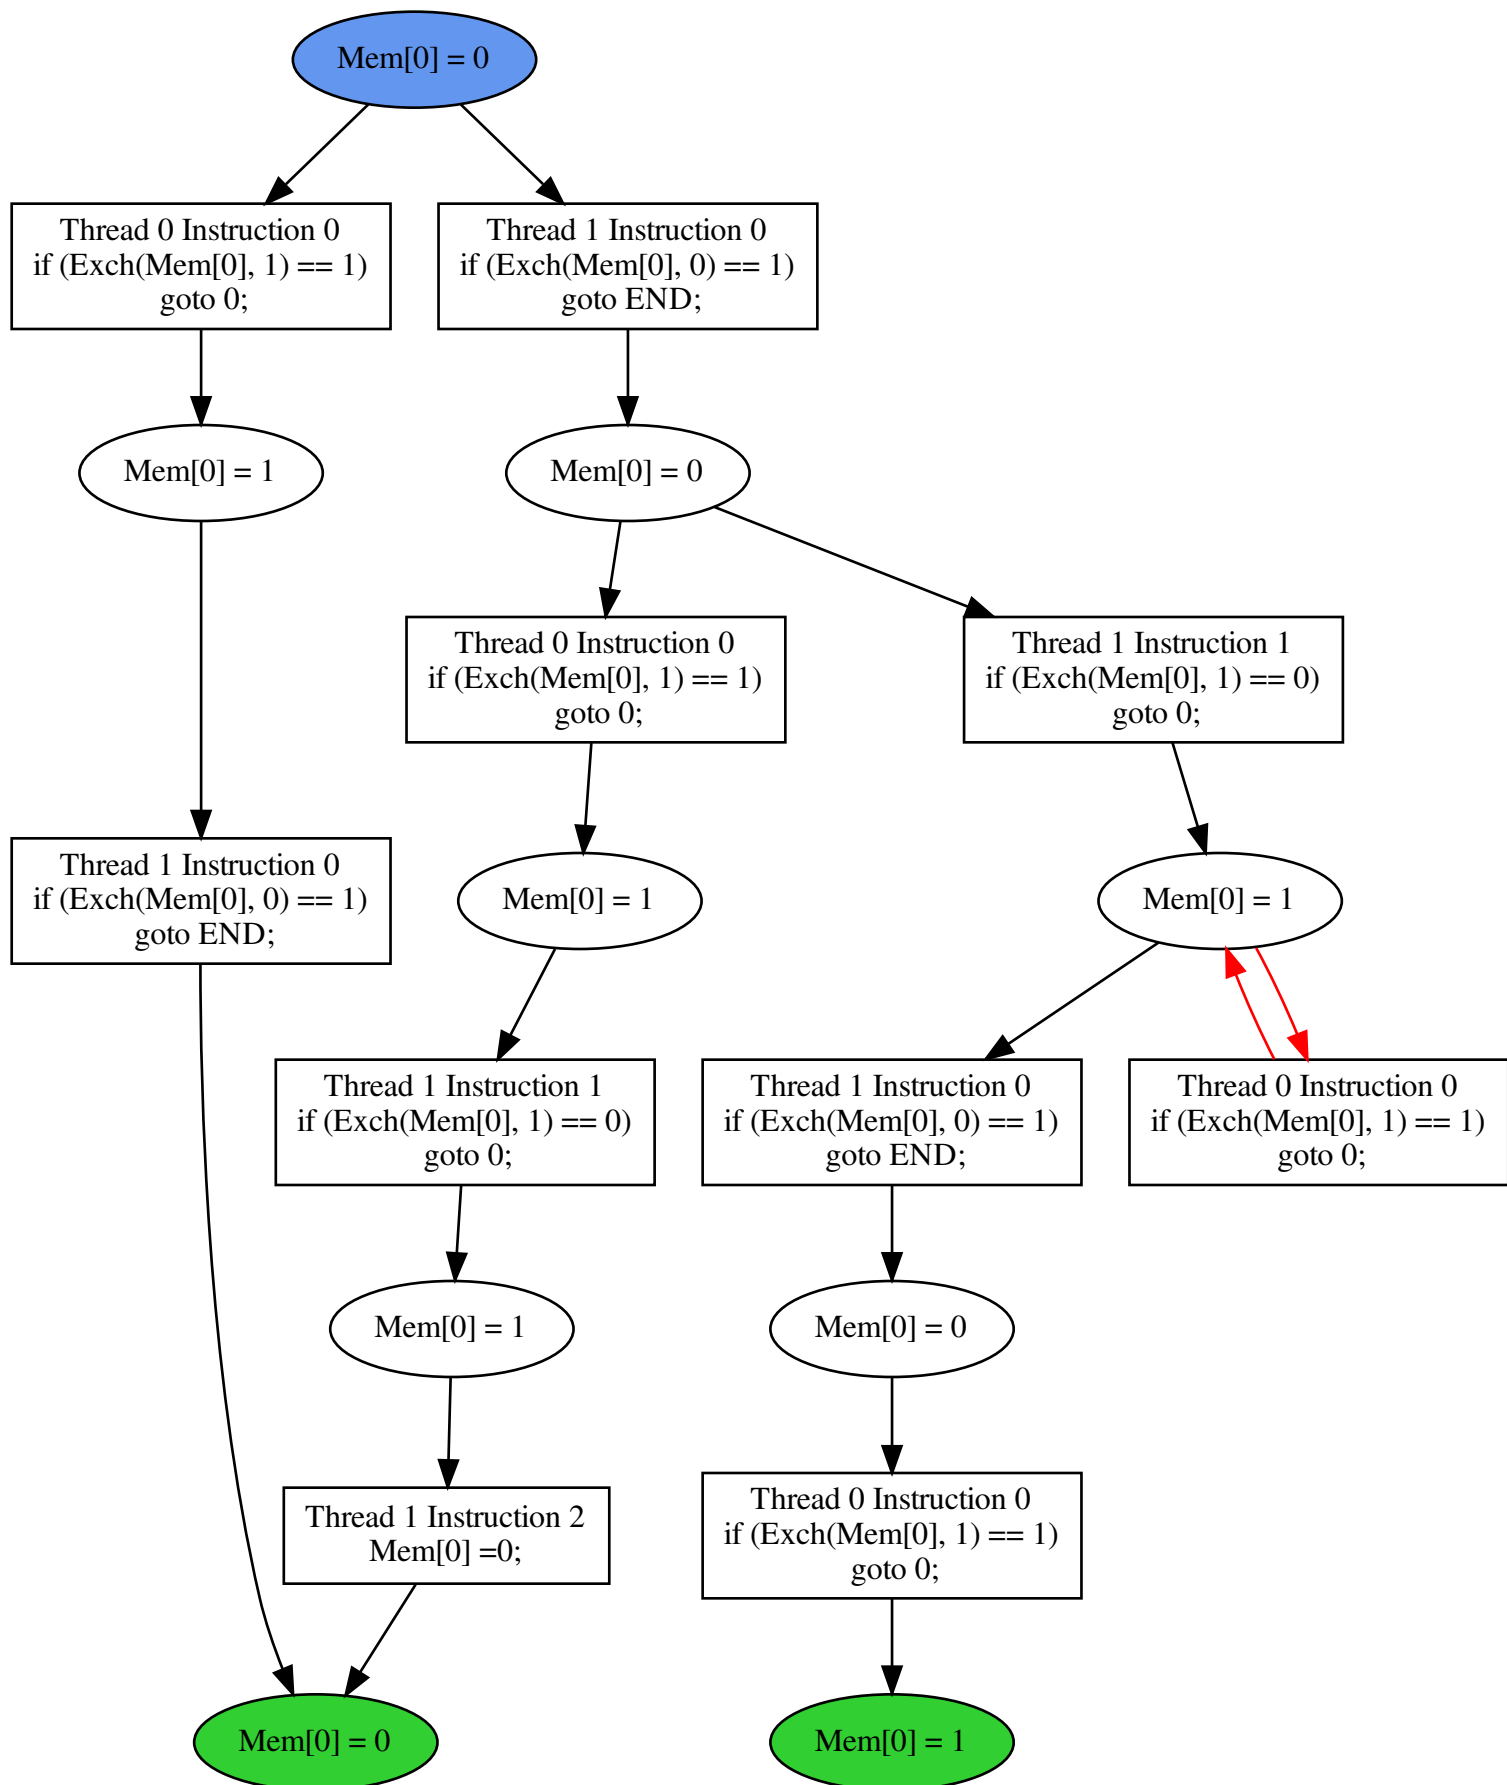 Mem[0] = 0
Thread 0 Instruction 0
if (Exch(Mem[0], 1) == 1)
goto 0;
Thread 1 Instruction 0
if (Exch(Mem[0], 0) == 1)
goto END;
Mem[0] = 1
Mem[0] = 0
Thread 0 Instruction 0
if (Exch(Mem[0], 1) == 1)
goto 0;
Thread 1 Instruction 1
if (Exch(Mem[0], 1) == 0)
goto 0;
Thread 1 Instruction 0
if (Exch(Mem[0], 0) == 1)
goto END;
Mem[0] = 1
Mem[0] = 1
Thread 1 Instruction 1
if (Exch(Mem[0], 1) == 0)
goto 0;
Thread 1 Instruction 0
if (Exch(Mem[0], 0) == 1)
goto END;
Thread 0 Instruction 0
if (Exch(Mem[0], 1) == 1)
goto 0;
Mem[0] = 1
Mem[0] = 0
Thread 1 Instruction 2
Mem[0] =0;
Thread 0 Instruction 0
if (Exch(Mem[0], 1) == 1)
goto 0;
Mem[0] = 0
Mem[0] = 1